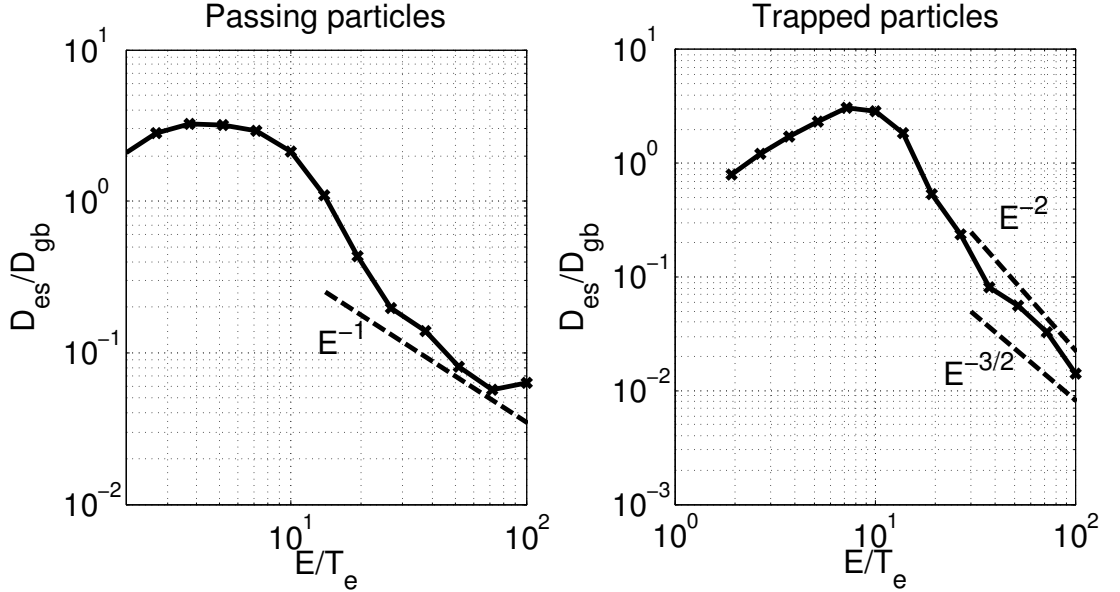 Passing particles
10^1
10^0
10^−1
10^−2
D_es/D_gb
E^−1
10^1
10^2
E/T_e
Trapped particles
10^1
10^0
10^−1
10^−2
10^−3
D_es/D_gb
E^−2
E^−3/2
10^0
10^1
10^2
E/T_e